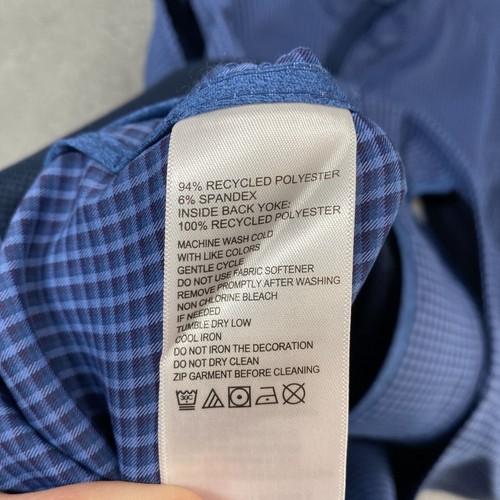 94% RECYCLED POLYESTER
6% SPANDEX
INSIDE BACK YOKE:
100% RECYCLED POLYESTER
MACHINE WASH COLD
WITH LIKE COLORS
GENTLE CYCLE
DO NOT USE FABRIC SOFTENER
REMOVE PROMPTLY AFTER WASHING
NON CHLORINE BLEACH
IF NEEDED
TUMBLE DRY LOW
COOL IRON
DO NOT IRON THE DECORATION
DO NOT DRY CLEAN
ZIP GARMENT BEFORE CLEANING